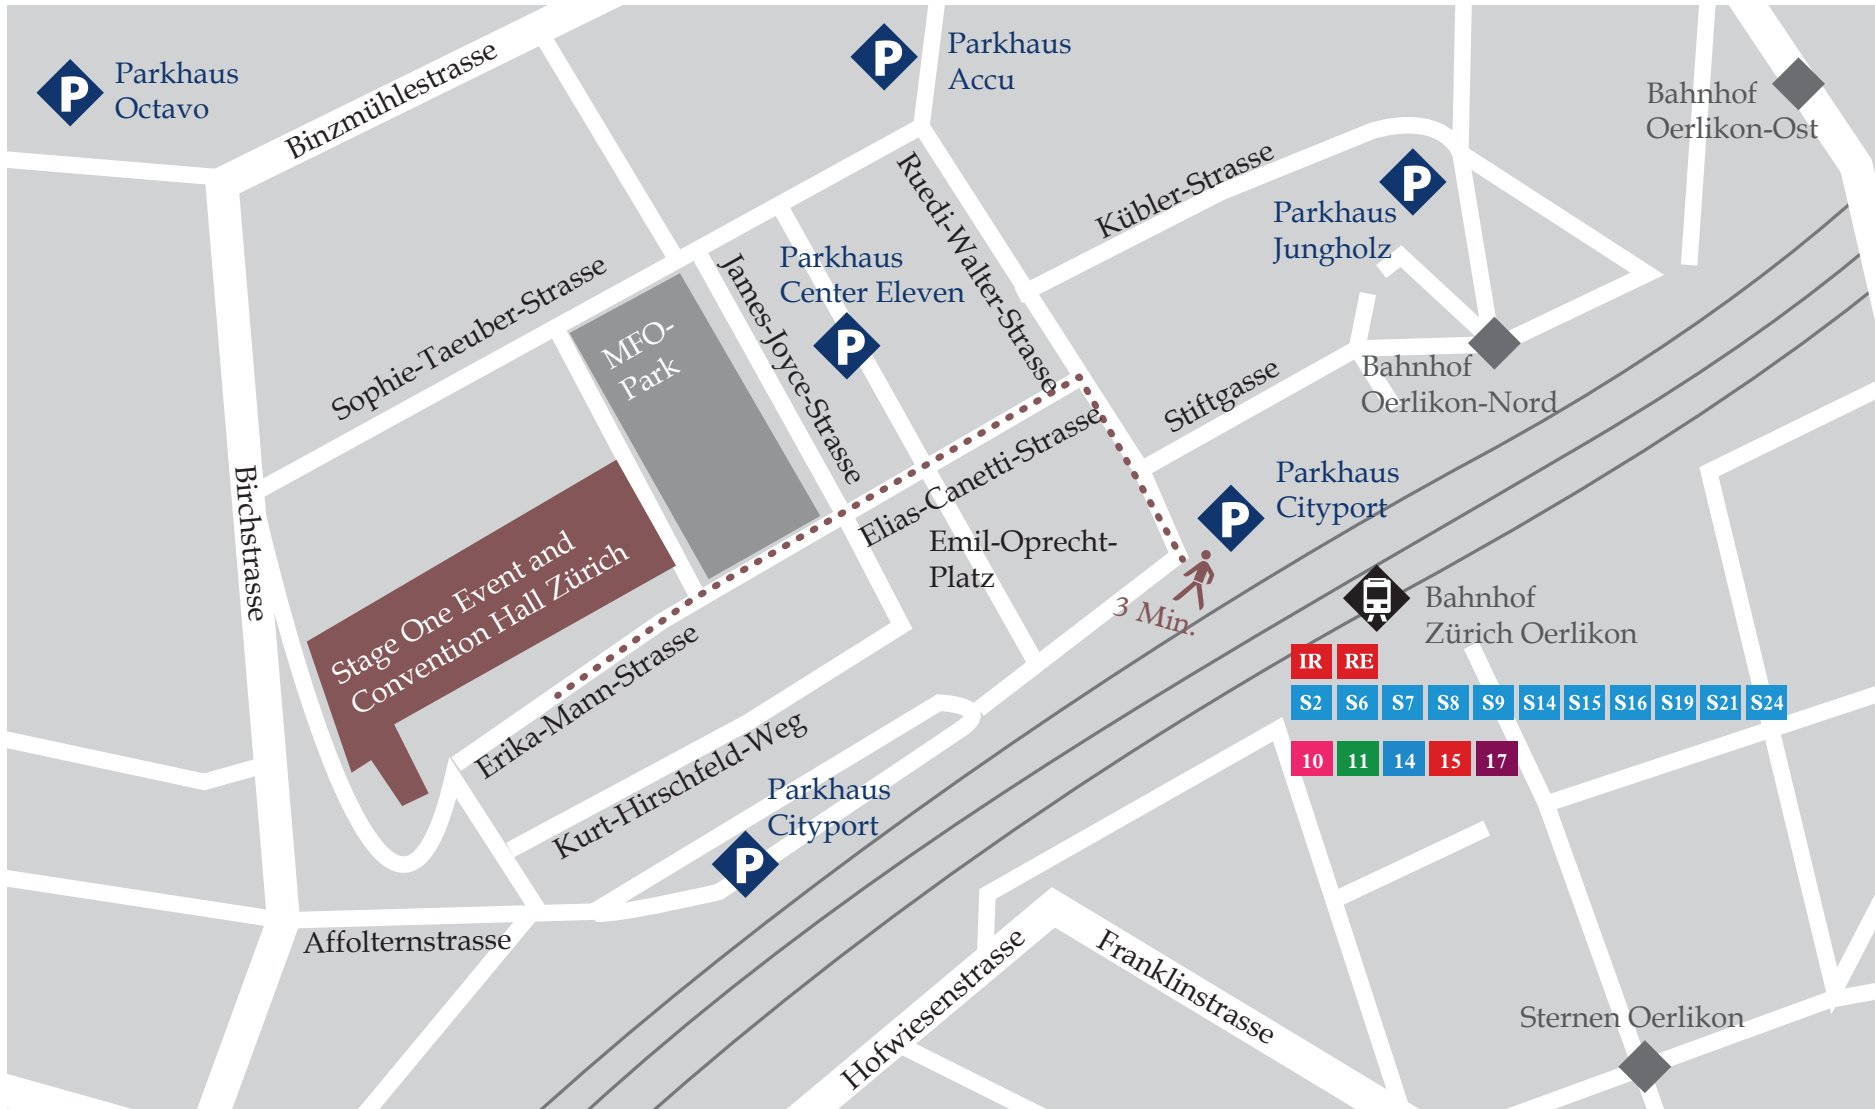 P
Parkhaus
Octavo
Binzmühlestrasse
P
Parkhaus
Accu
Bahnhof
Oerlikon-Ost
Ruedi-Walter-Strasse
Kübler-Strasse
P
Parkhaus
Jungholz
Sophie-Taeuber-Strasse
MFO-
Park
James-Joyce-Strasse
Parkhaus
Center Eleven
P
Bahnhof
Oerlikon-Nord
Stiftgasse
Elias-Canetti-Strasse
Emil-Oprecht-
Platz
P
Parkhaus
Cityport
Birchstrasse
Stage One Event and
Convention Hall Zürich
3 Min.
Bahnhof
Zürich Oerlikon
IR RE
S2 S6 S7 S8 S9 S14 S15 S16 S19 S21 S24
10 11 14 15 17
Erika-Mann-Strasse
Kurt-Hirschfeld-Weg
Parkhaus
Cityport
P
Affolternstrasse
Hofwiesenstrasse
Franklinstrasse
Sternen Oerlikon